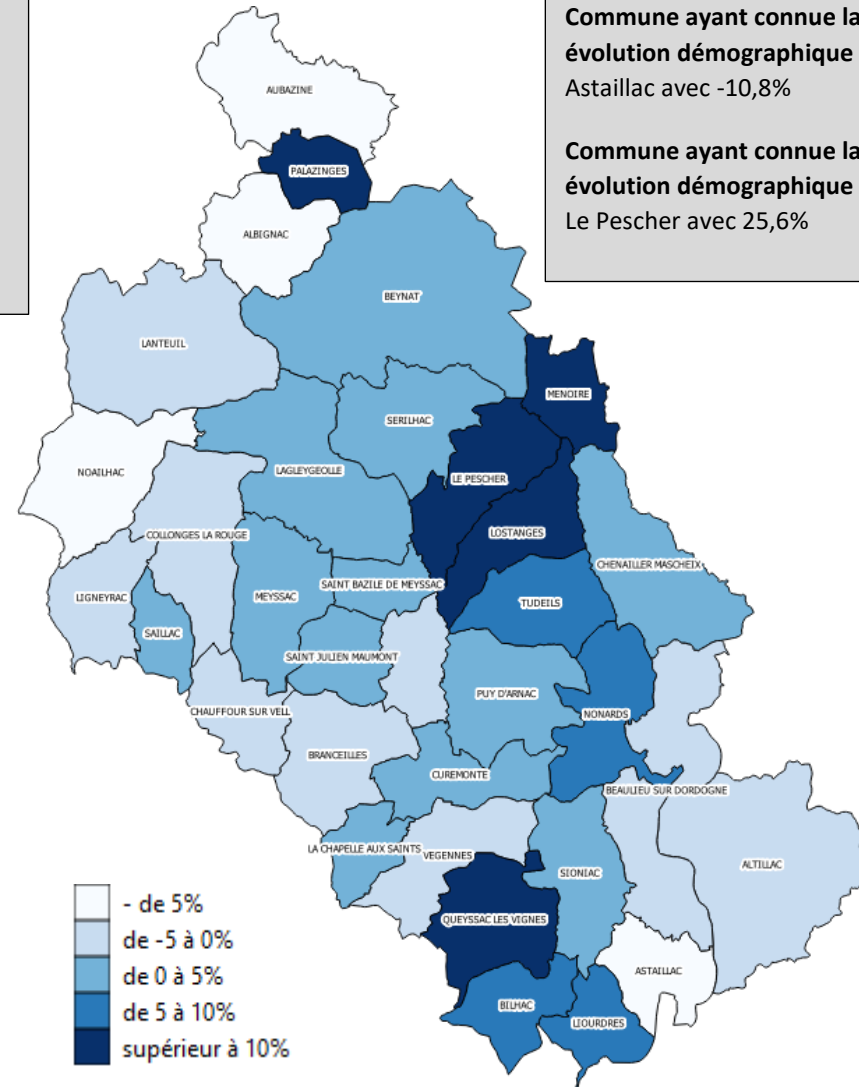 Commune ayant connue la
évolution démographique
Astaillac avec -10,8%
Commune ayant connue la
évolution démographique
Le Pescher avec 25,6%
AUBAZINE
PALAZINGES
ALBIGNAC
BEYNAT
LANTEUIL
MENOIRE
SERILHAC
NOAILHAC
LAGLEYGEOLLE
LE PESCHER
COLLONGES LA ROUGE
LOSTANGES
CHENAILLER MASCHEIX
SAINT BAZILE DE MEYSSAC
LIGNEYRAC
MEYSSAC
TUDEILS
SAILLAC
SAINT JULIEN MAUMONT
PUY D'ARNAC
CHAUFFOUR SUR VELL
NONARDS
BRANCEILLES
CUREMONTE
BEAULIEU SUR DORDOGNE
LA CHAPELLE AUX SAINTS
VEGENNES
SIONIAC
ALTILLAC
QUEYSSAC LES VIGNES
ASTAILLAC
BILHAC
LIOURDRES
- de 5%
de -5 à 0%
de 0 à 5%
de 5 à 10%
supérieur à 10%